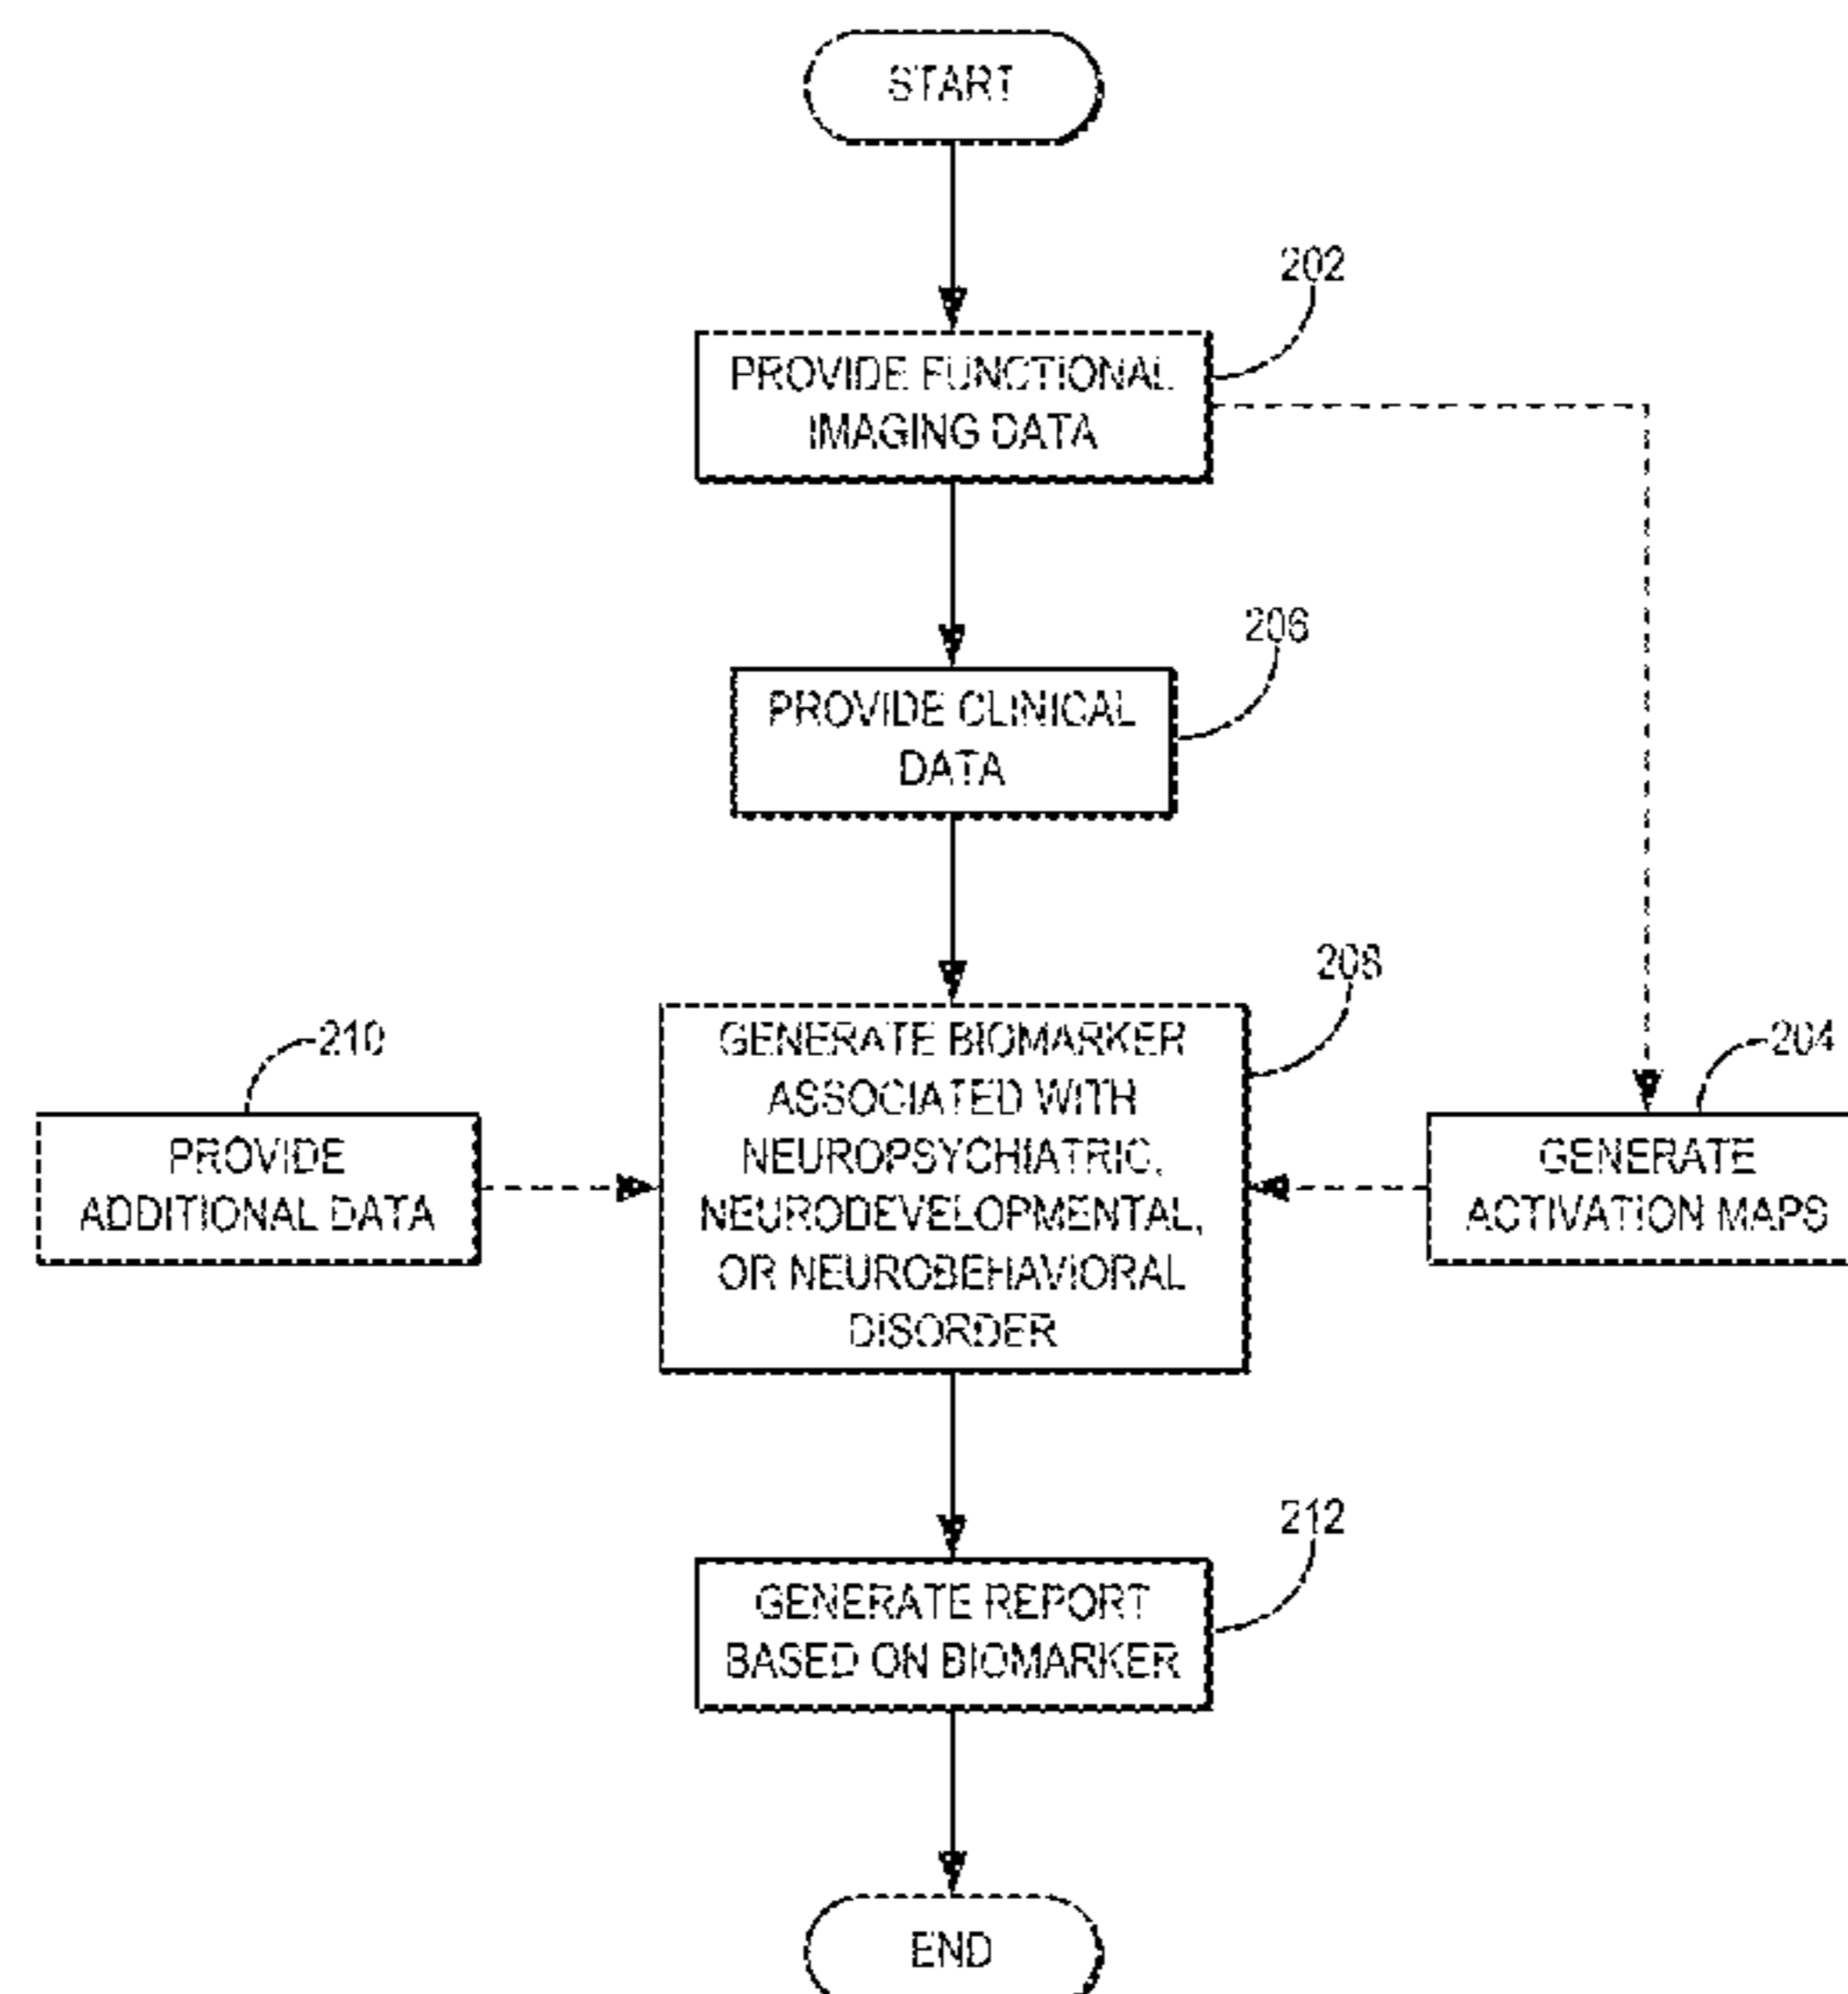 START
202
PROVIDE FUNCTIONAL
IMAGING DATA
206
PROVIDE CLINICAL
DATA
208
GENERATE BIOMARKER
ASSOCIATED WITH
NEUROPSYCHIATRIC,
NEURODEVELOPMENTAL,
OR NEUROBEHAVIORAL
DISORDER
210
PROVIDE
ADDITIONAL DATA
204
GENERATE
ACTIVATION MAPS
212
GENERATE REPORT
BASED ON BIOMARKER
END